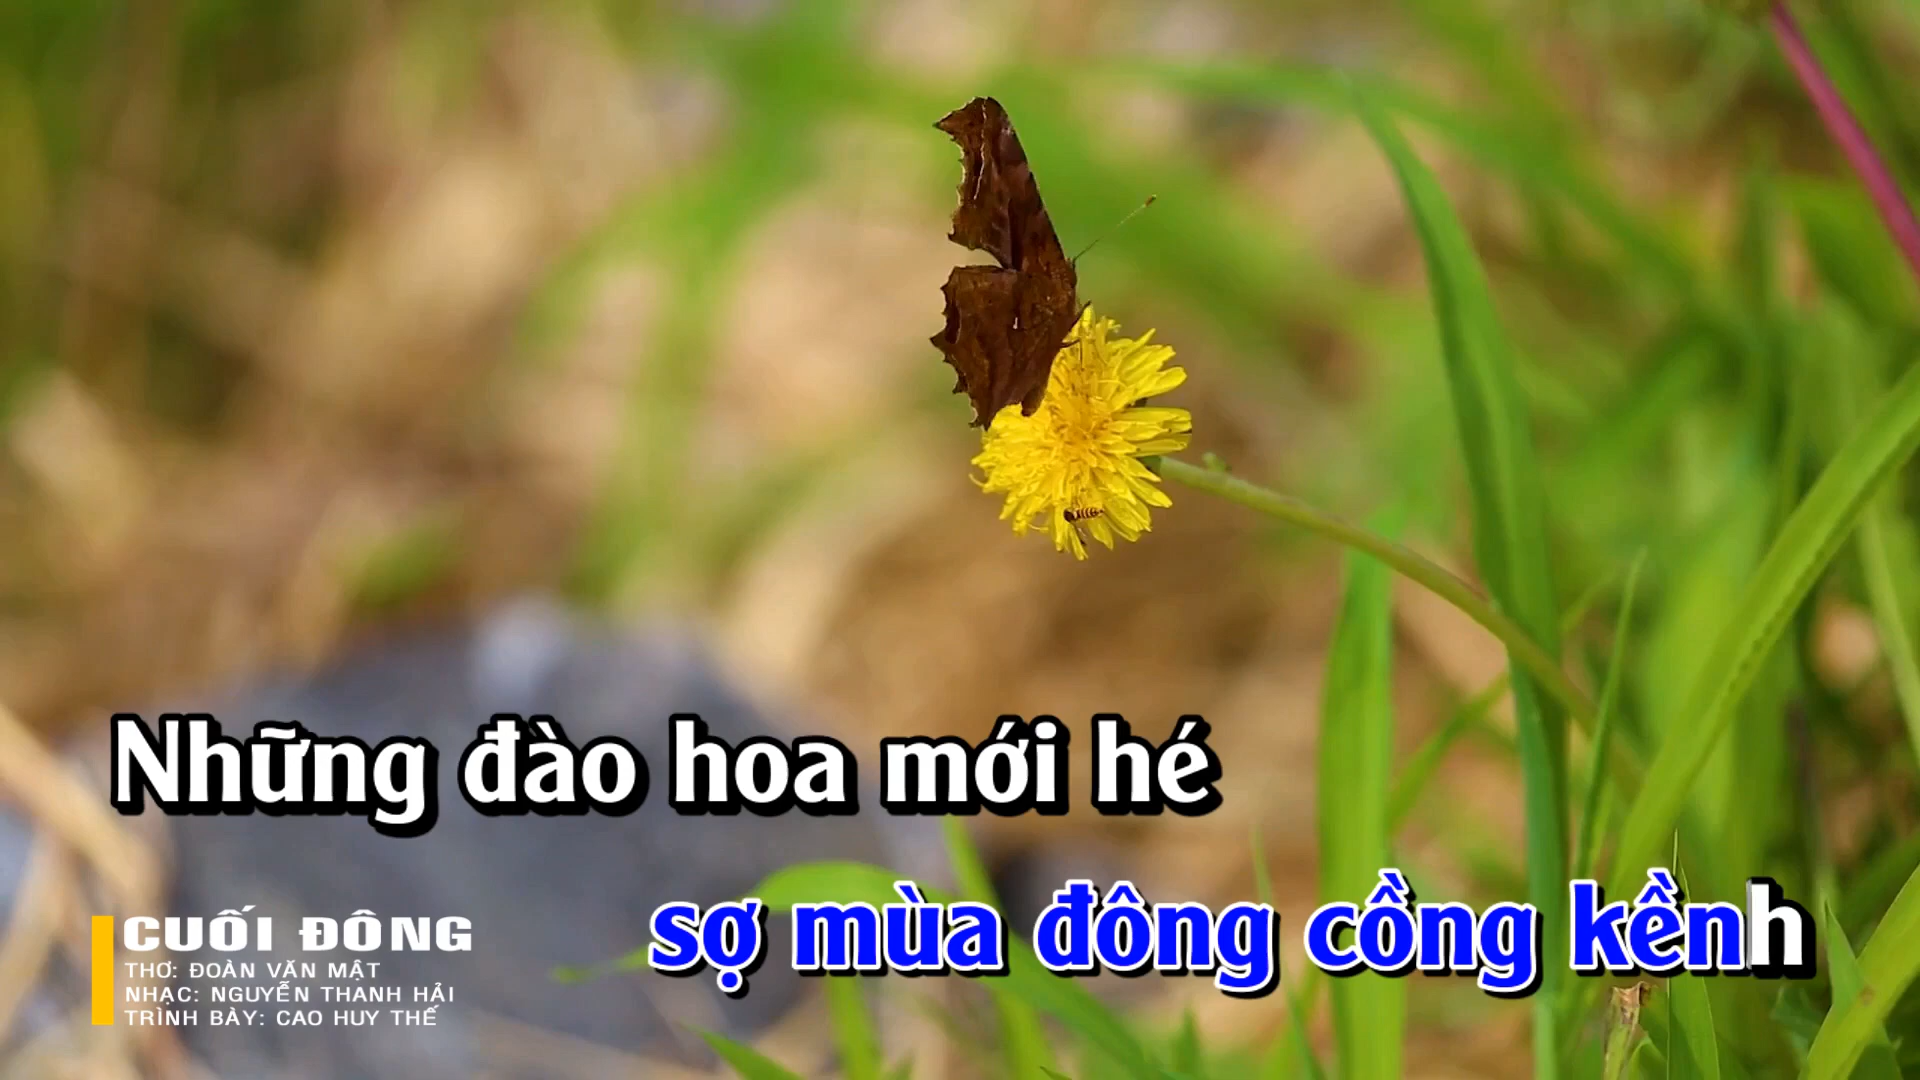 Những đào hoa mới hé
sợ mùa đông cồng kềnh
CUỐI ĐÔNG
THƠ: ĐOÀN VĂN MẬT
NHẠC: NGUYỄN THANH HẢI
TRÌNH BÀY: CAO HUY THẾ